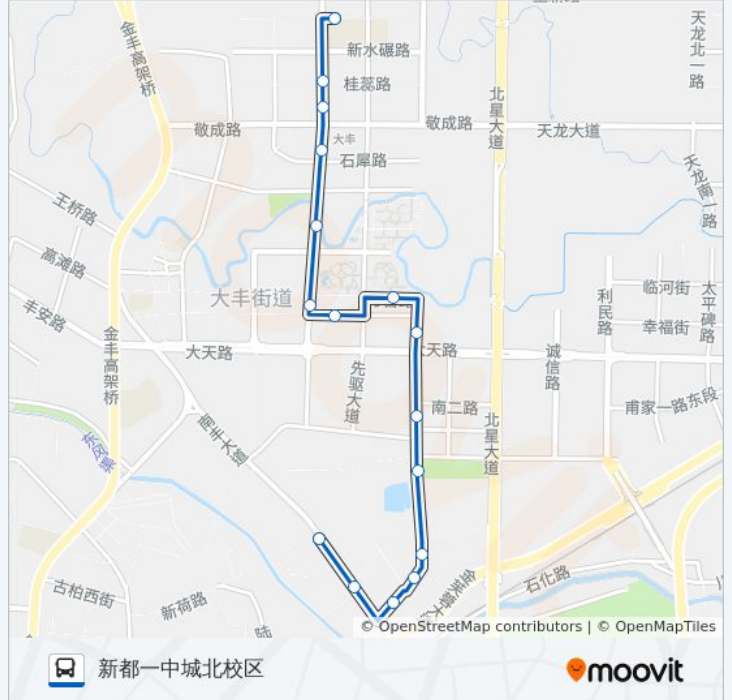 金丰高架桥
新水碾路
桂蕊路
天龙北一路
北星大道
敬成路
大丰
敬成路
天龙大道
石犀路
天龙南一路
王桥路
高滩路
大丰街道
临河街
太平碑路
利民路
丰安路
幸福街
金丰高架桥
大天路
天路
诚信路
先驱大道
南二路
甫家一路东段
南丰大道
北星大道
东风渠
石化路
古柏西街
新荷路
陆
© OpenStreetMap contributors | © OpenMapTiles
新都一中城北校区
moovit